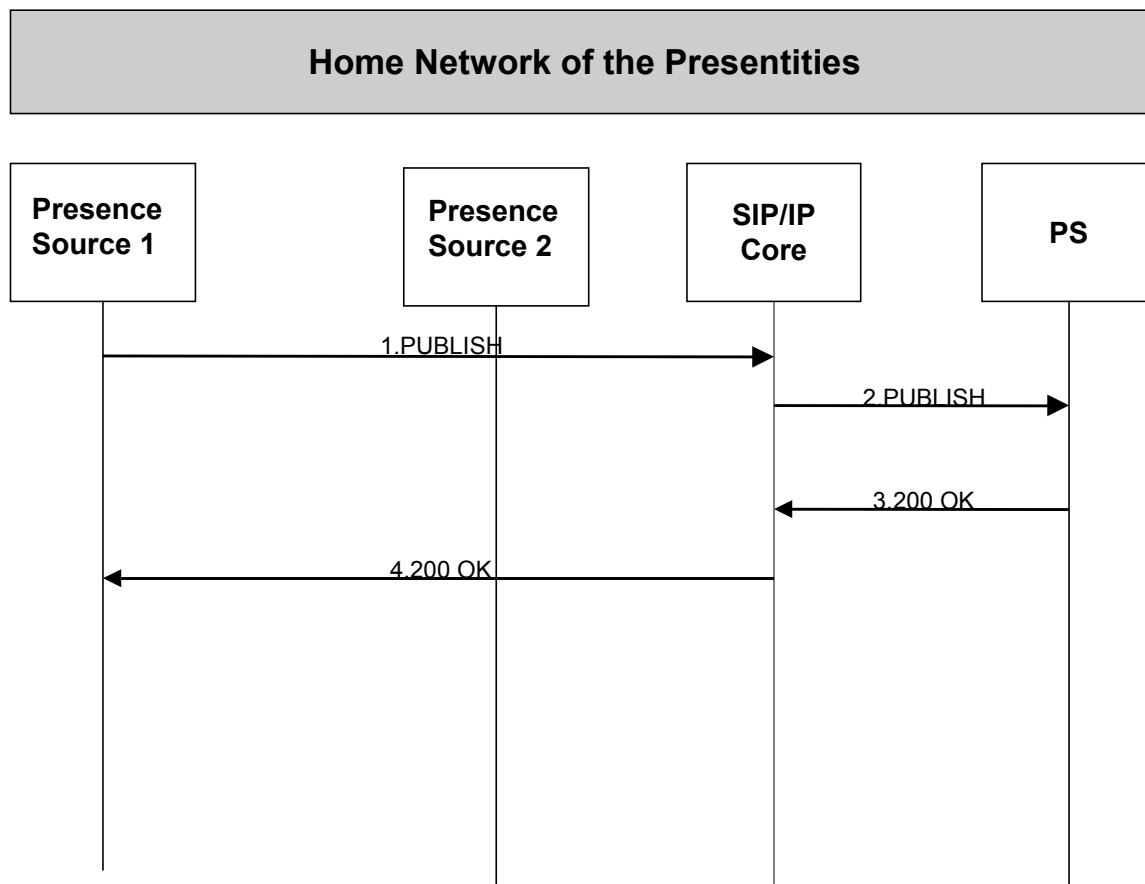 Home Network of the Presentities
Presence
Source 1
Presence
Source 2
SIP/IP
Core
PS
1.PUBLISH
2.PUBLISH
3.200 OK
4.200 OK